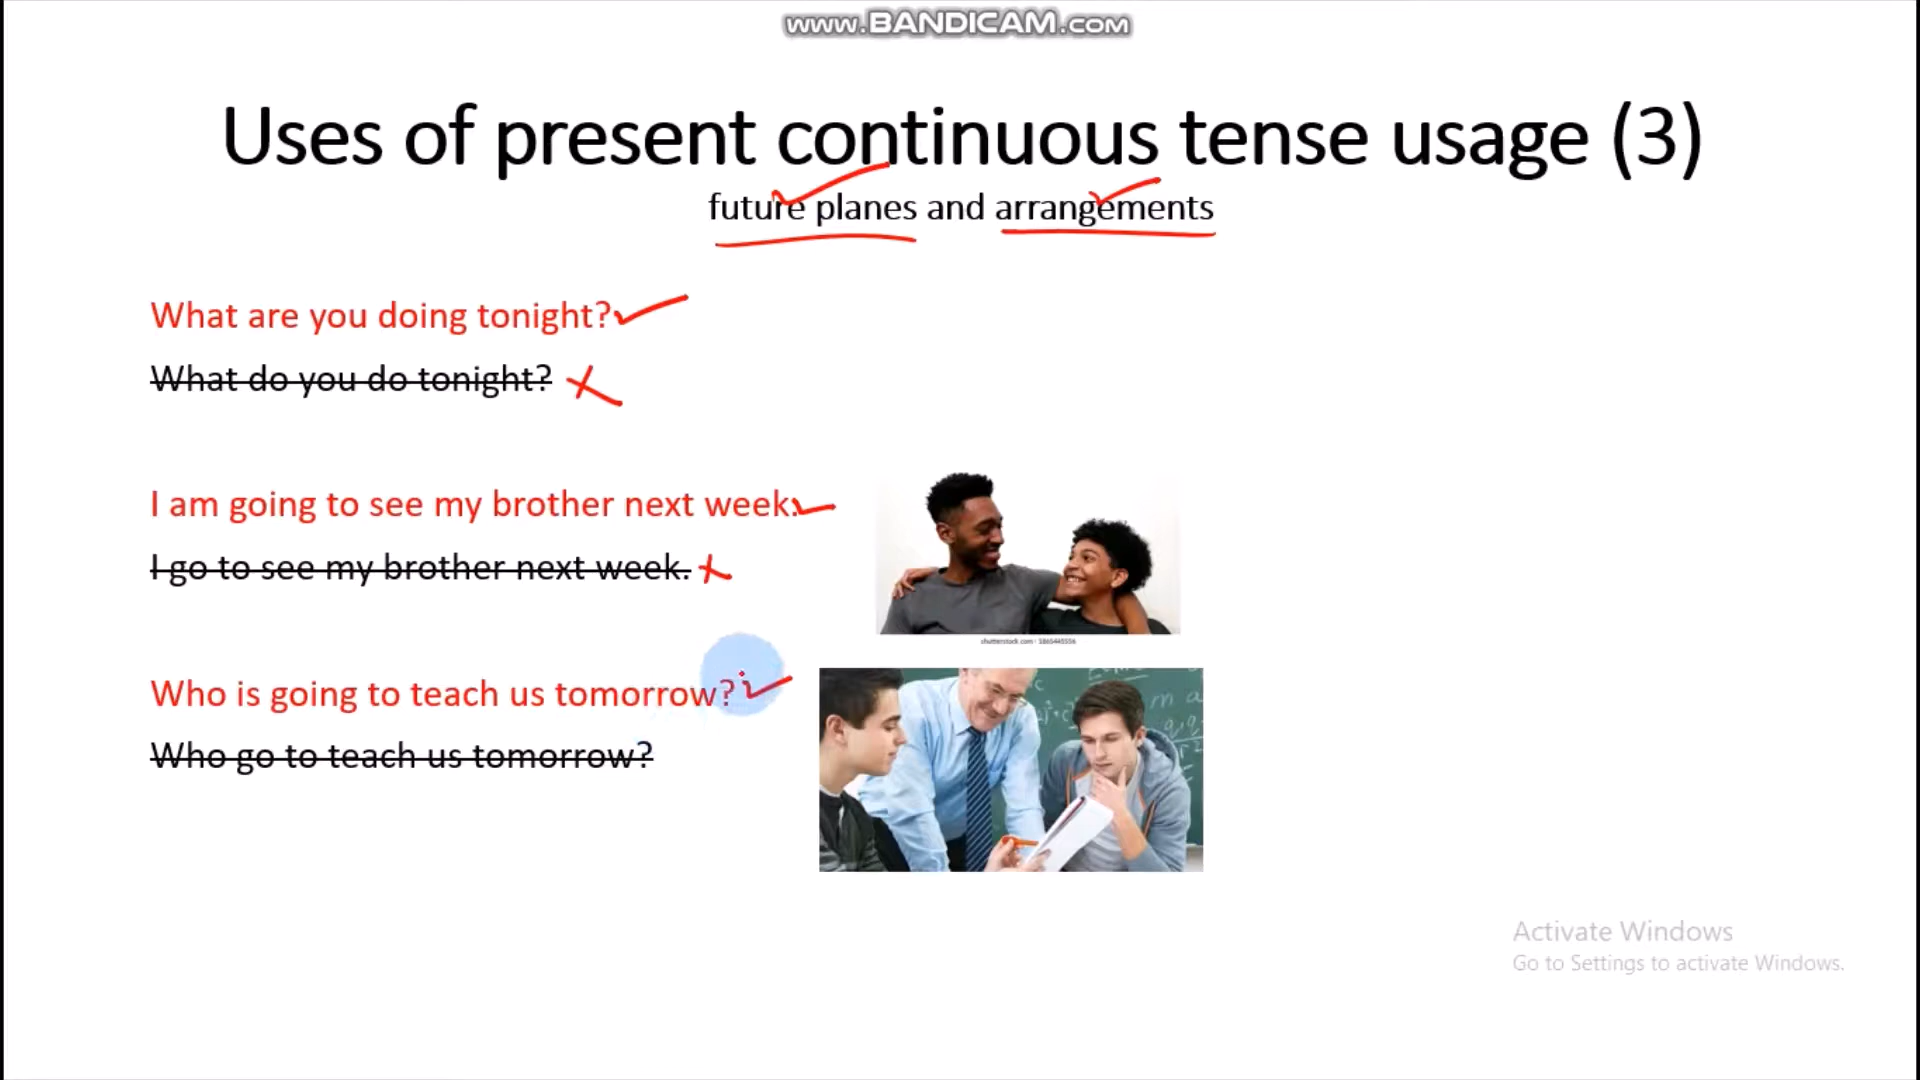 www.BANDICAM.com
Uses of present continuous tense usage (3)
future planes and arrangements
What are you doing tonight?
What do you do tonight?
I am going to see my brother next week.
I go to see my brother next week.
shutterstock.com · 1865445556
Who is going to teach us tomorrow?
Who go to teach us tomorrow?
Activate Windows
Go to Settings to activate Windows.